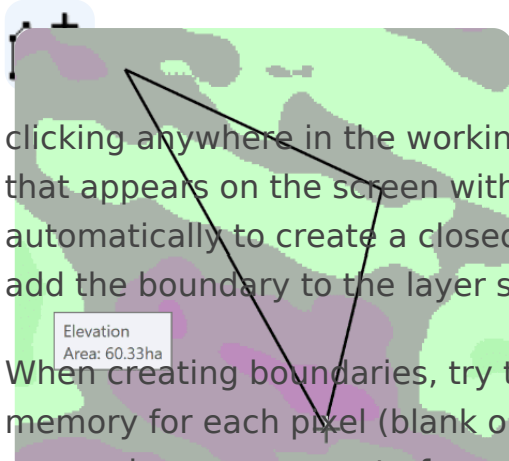 clicking anywhere in the workin
that appears on the screen with
automatically to create a closed
add the boundary to the layer s
Elevation
Area: 60.33ha
When creating boundaries, try t
memory for each pixel (blank o